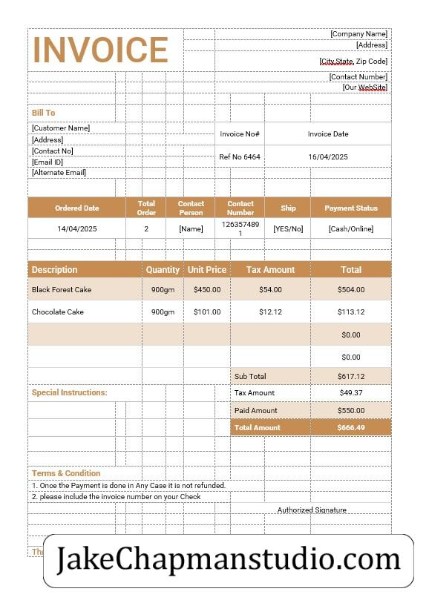 INVOICE
[Company Name]
[Address]
[City,State, Zip Code]
[Contact Number]
[Our WebSite]
Bill To
[Customer Name]
[Address]
[Contact No]
[Email ID]
[Alternate Email]
Invoice No# Invoice Date
Ref No 6464 16/04/2025
Ordered Date Total Order Contact Person Contact Number Ship Payment Status
14/04/2025 2 [Name] 1263574891 [YES/No] [Cash/Online]
Description Quantity Unit Price Tax Amount Total
Black Forest Cake 900gm $450.00 $54.00 $504.00
Chocolate Cake 900gm $101.00 $12.12 $113.12
$0.00
$0.00
Sub Total $617.12
Special Instructions: Tax Amount $49.37
Paid Amount $550.00
Total Amount $666.49
Terms & Condition
1. Once the Payment is done in Any Case it is not refunded.
2. please include the invoice number on your Check
Authorized Signature
JakeChapmanstudio.com